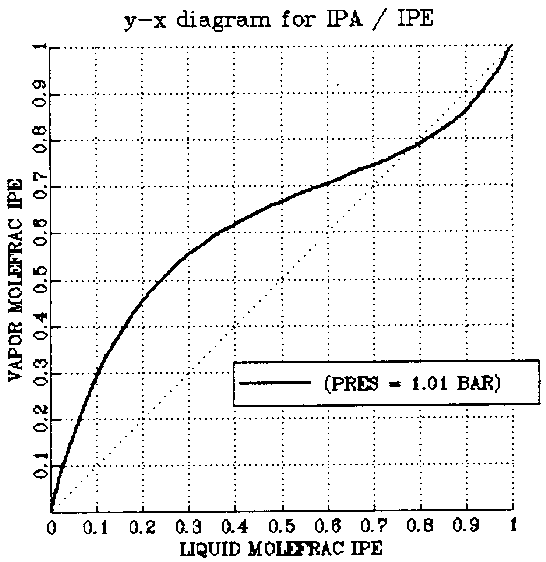 y-x diagram for IPA / IPE
VAPOR MOLEFRAC IPE
1
0.9
0.8
0.7
0.6
0.5
0.4
0.3
0.2
0.1
(PRES = 1.01 BAR)
0 0.1 0.2 0.3 0.4 0.5 0.6 0.7 0.8 0.9 1
LIQUID MOLEFRAC IPE